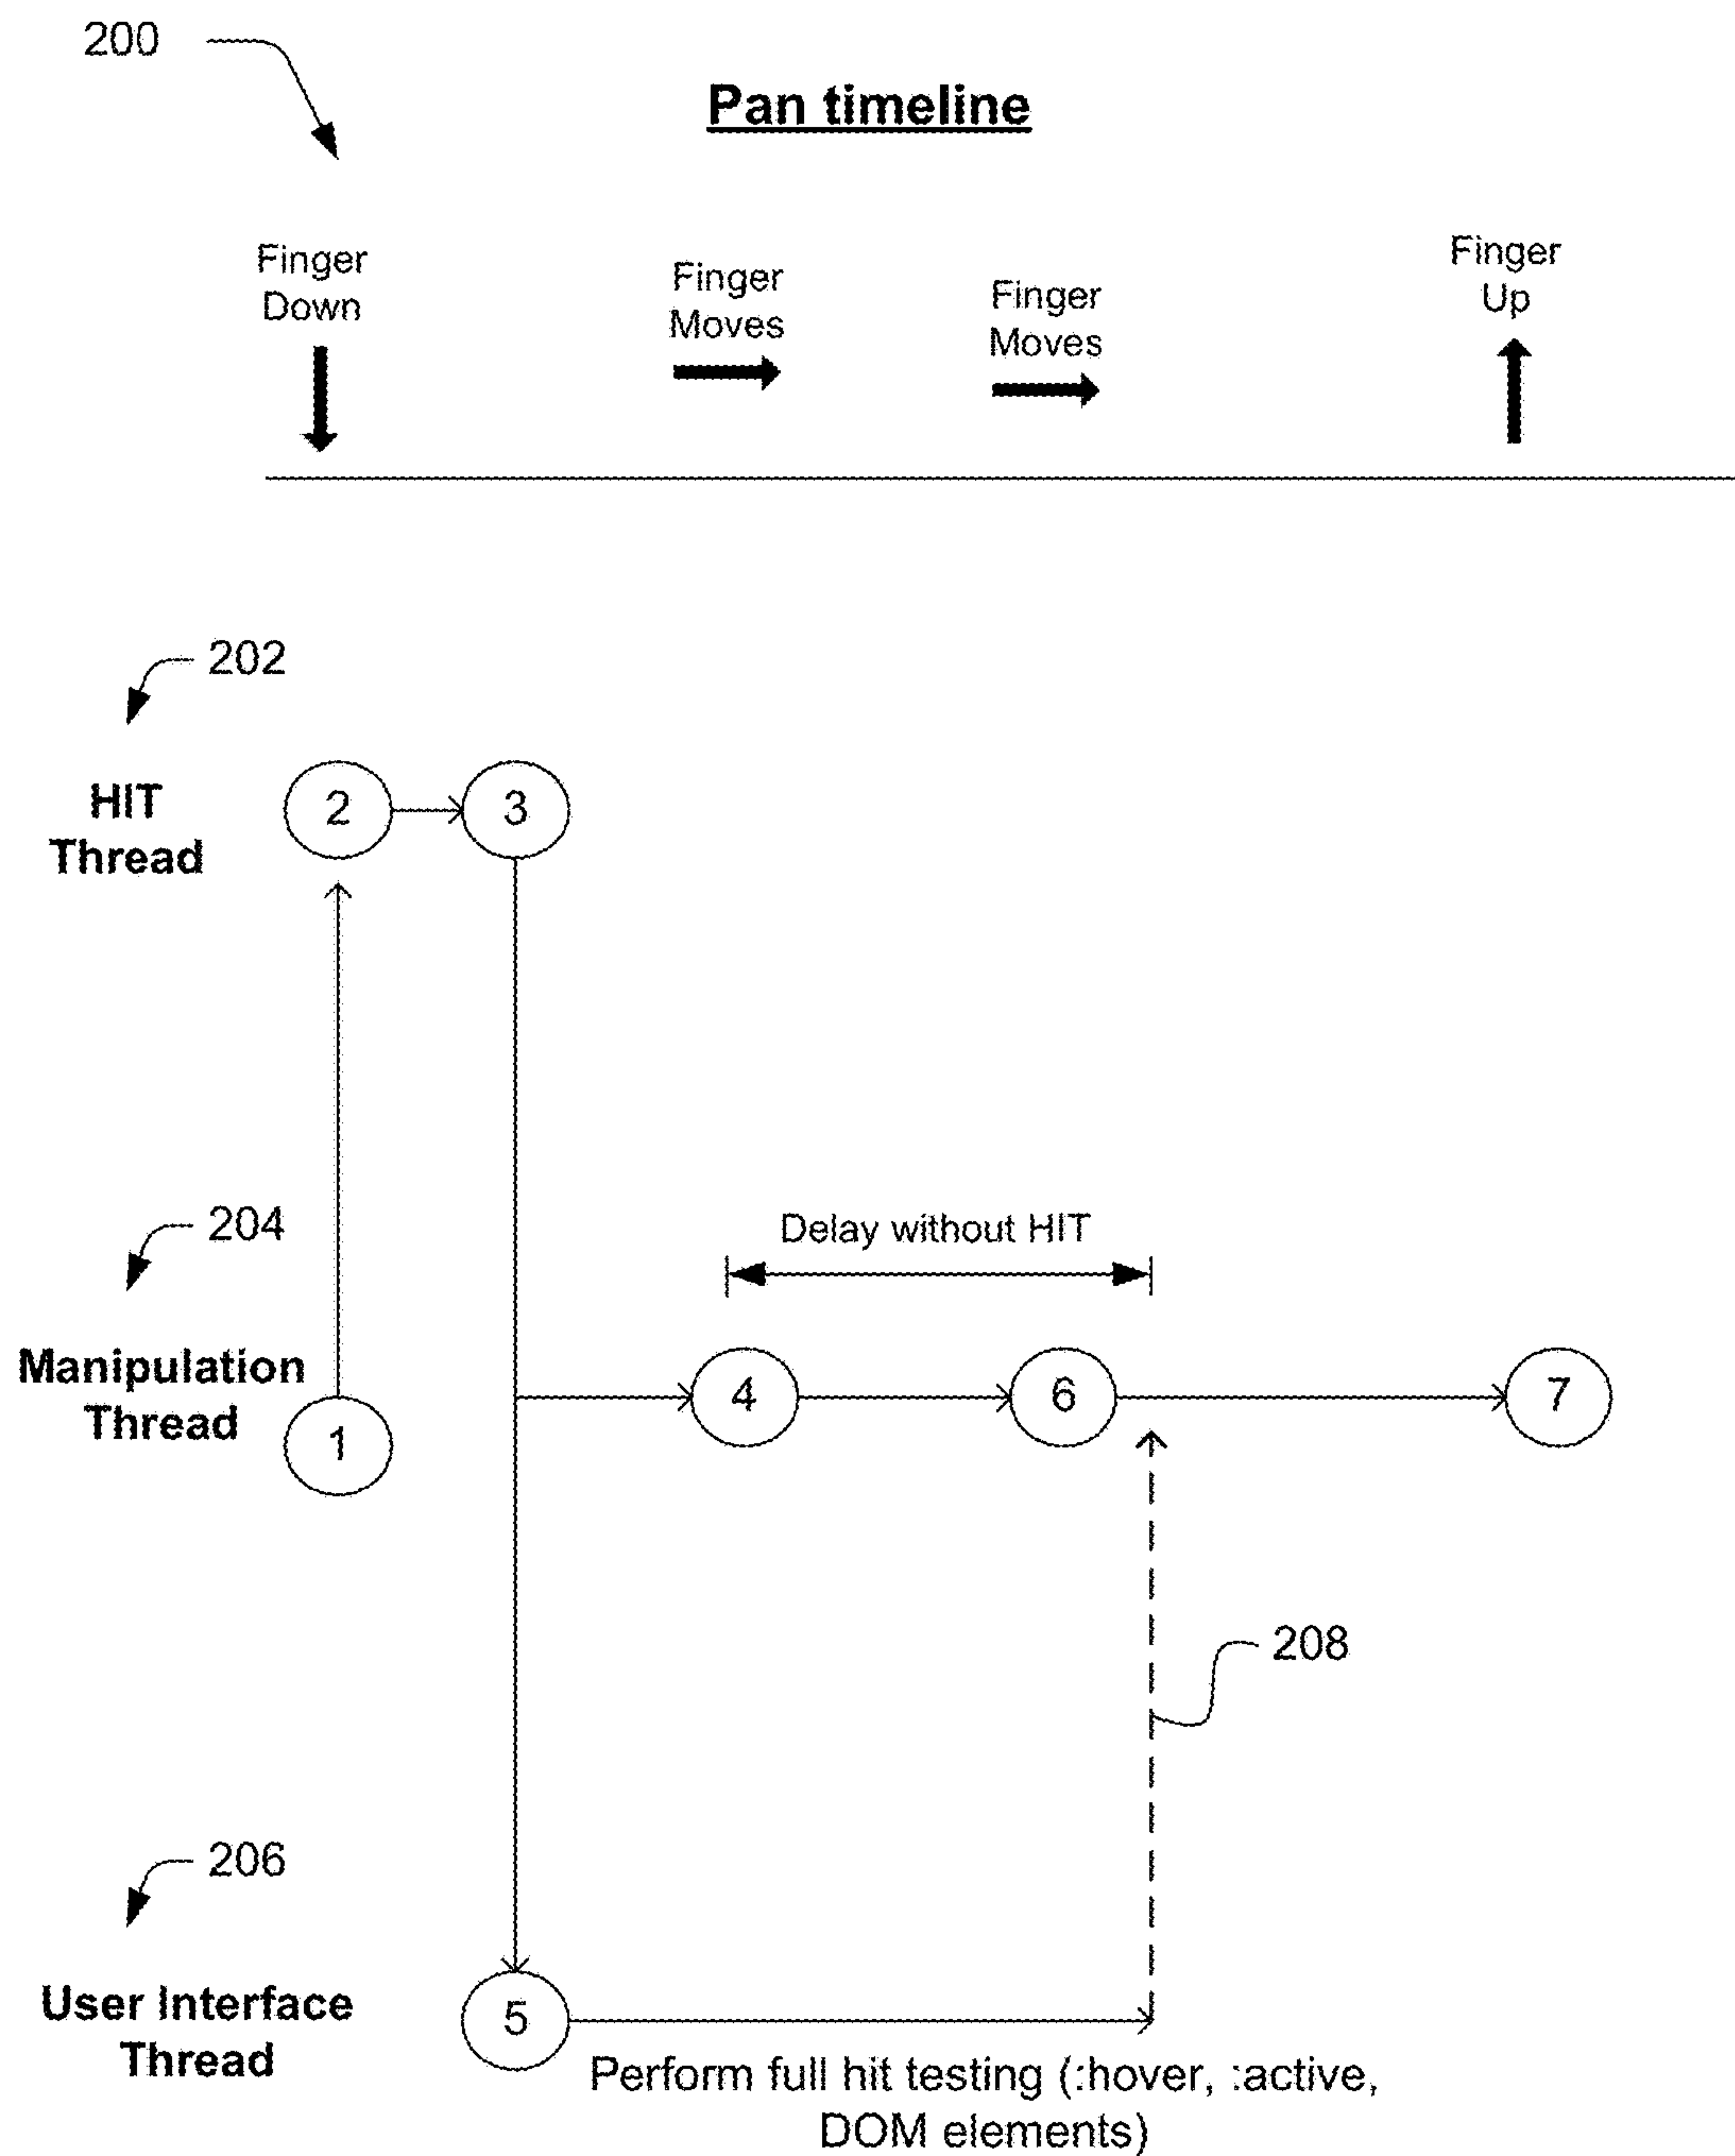 200
Pan timeline
Finger
Down
Finger
Moves
Finger
Moves
Finger
Up
202
HIT
Thread
2
3
204
Manipulation
Thread
1
Delay without HIT
4
6
7
208
206
User Interface
Thread
5
Perform full hit testing (:hover, :active,
DOM elements)